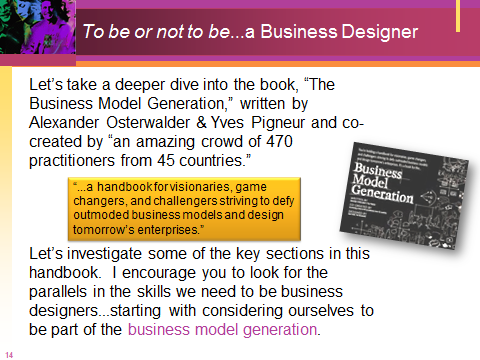 To be or not to be...a Business Designer
Let’s take a deeper dive into the book, “The
Business Model Generation,” written by
Alexander Osterwalder & Yves Pigneur and co-
created by “an amazing crowd of 470
practitioners from 45 countries.”
“...a handbook for visionaries, game
changers, and challengers striving to defy
outmoded business models and design
tomorrow’s enterprises.”
Business
Model
Generation
Let’s investigate some of the key sections in this
handbook.  I encourage you to look for the
parallels in the skills we need to be business
designers...starting with considering ourselves to
be part of the business model generation.
14